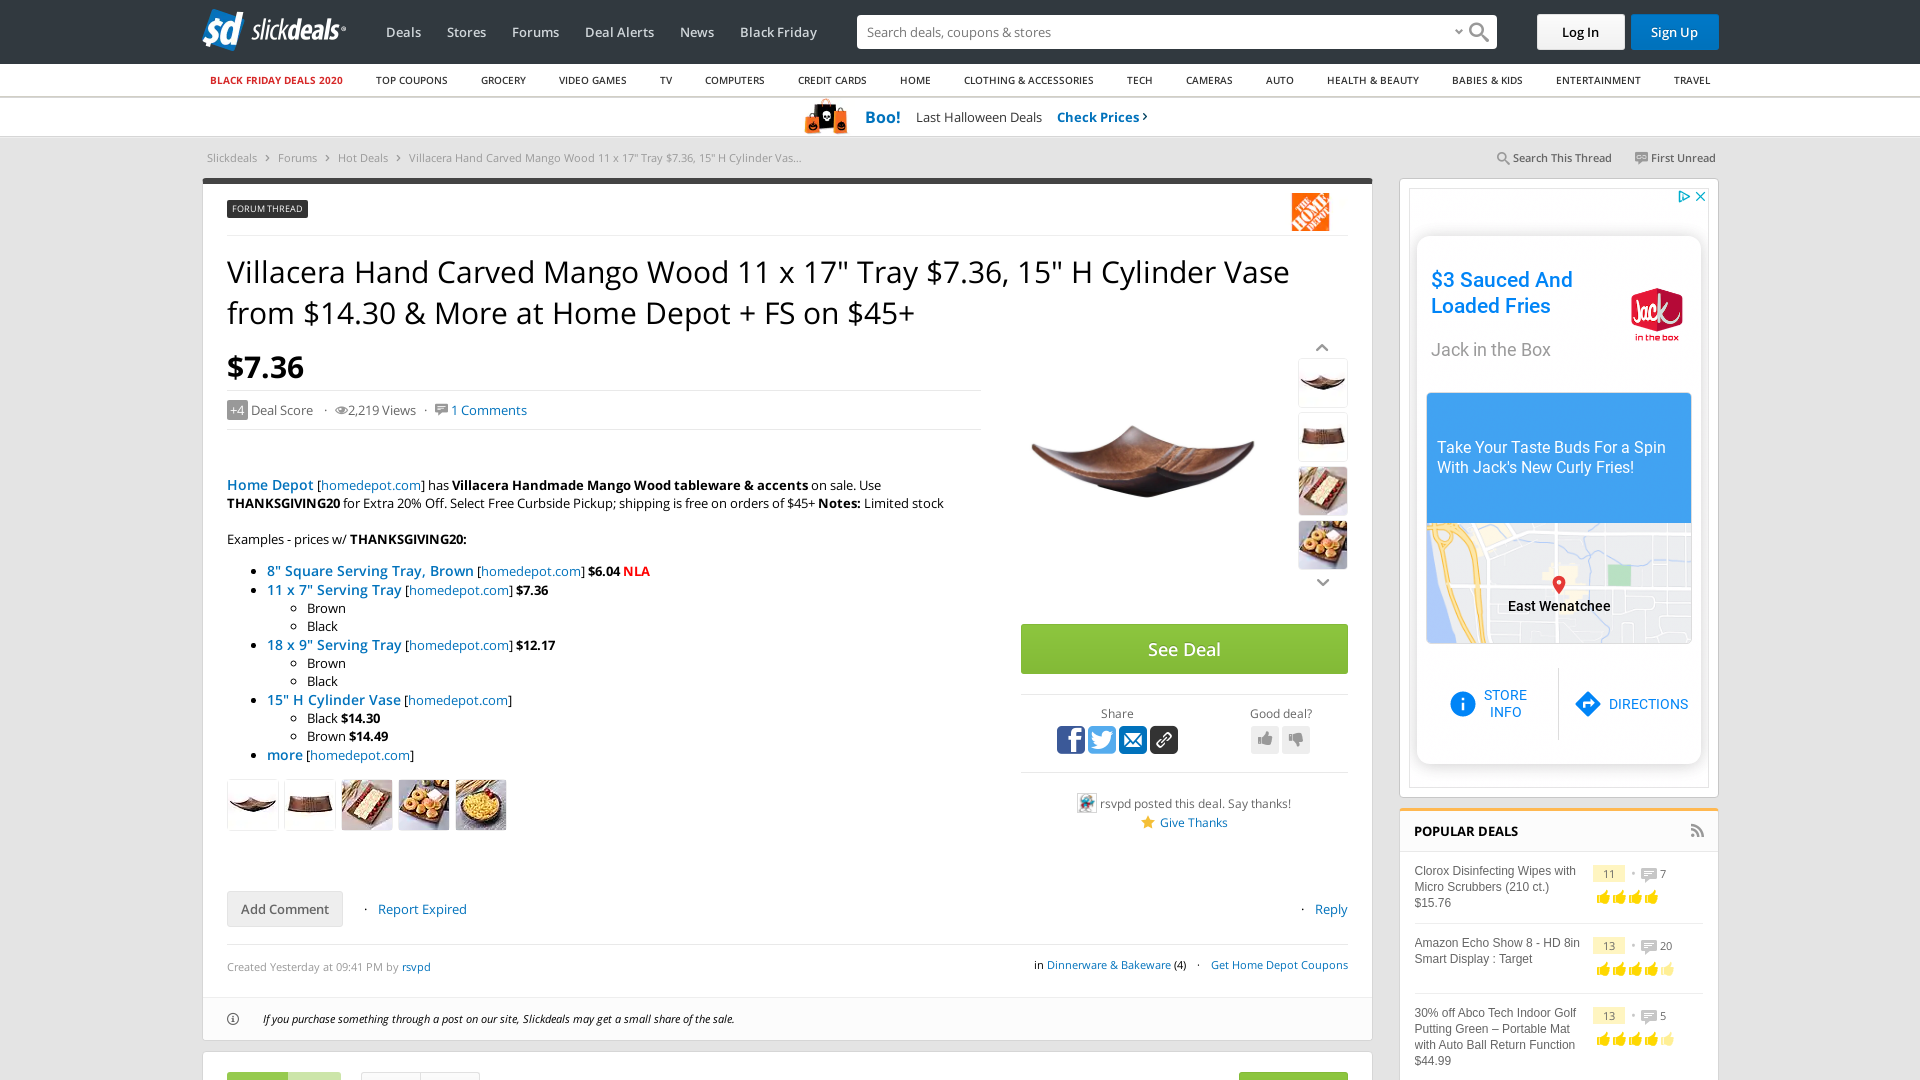 sd slickdeals
Deals Stores Forums Deal Alerts News Black Friday
Search deals, coupons & stores
Log In
Sign Up
BLACK FRIDAY DEALS 2020 TOP COUPONS GROCERY VIDEO GAMES TV COMPUTERS CREDIT CARDS HOME CLOTHING & ACCESSORIES TECH CAMERAS AUTO HEALTH & BEAUTY BABIES & KIDS ENTERTAINMENT TRAVEL
Boo! Last Halloween Deals Check Prices
Slickdeals Forums Hot Deals Villacera Hand Carved Mango Wood 11 x 17" Tray $7.36, 15" H Cylinder Vas...
Search This Thread First Unread
FORUM THREAD
THE HOME DEPOT
Villacera Hand Carved Mango Wood 11 x 17" Tray $7.36, 15" H Cylinder Vase
from $14.30 & More at Home Depot + FS on $45+
$7.36
+4 Deal Score · 2,219 Views · 1 Comments
Home Depot [homedepot.com] has Villacera Handmade Mango Wood tableware & accents on sale. Use
THANKSGIVING20 for Extra 20% Off. Select Free Curbside Pickup; shipping is free on orders of $45+ Notes: Limited stock
Examples - prices w/ THANKSGIVING20:
8" Square Serving Tray, Brown [homedepot.com] $6.04 NLA
11 x 7" Serving Tray [homedepot.com] $7.36
Brown
Black
18 x 9" Serving Tray [homedepot.com] $12.17
Brown
Black
15" H Cylinder Vase [homedepot.com]
Black $14.30
Brown $14.49
more [homedepot.com]
See Deal
Share
Good deal?
rsvpd posted this deal. Say thanks!
Give Thanks
Add Comment · Report Expired
· Reply
Created Yesterday at 09:41 PM by rsvpd
in Dinnerware & Bakeware (4) · Get Home Depot Coupons
If you purchase something through a post on our site, Slickdeals may get a small share of the sale.
$3 Sauced And
Loaded Fries
Jack in the Box
Jack
in the box
Take Your Taste Buds For a Spin
With Jack's New Curly Fries!
East Wenatchee
STORE
INFO
DIRECTIONS
POPULAR DEALS
Clorox Disinfecting Wipes with
Micro Scrubbers (210 ct.)
$15.76
11 • 7
Amazon Echo Show 8 - HD 8in
Smart Display : Target
13 • 20
30% off Abco Tech Indoor Golf
Putting Green – Portable Mat
with Auto Ball Return Function
$44.99
13 • 5